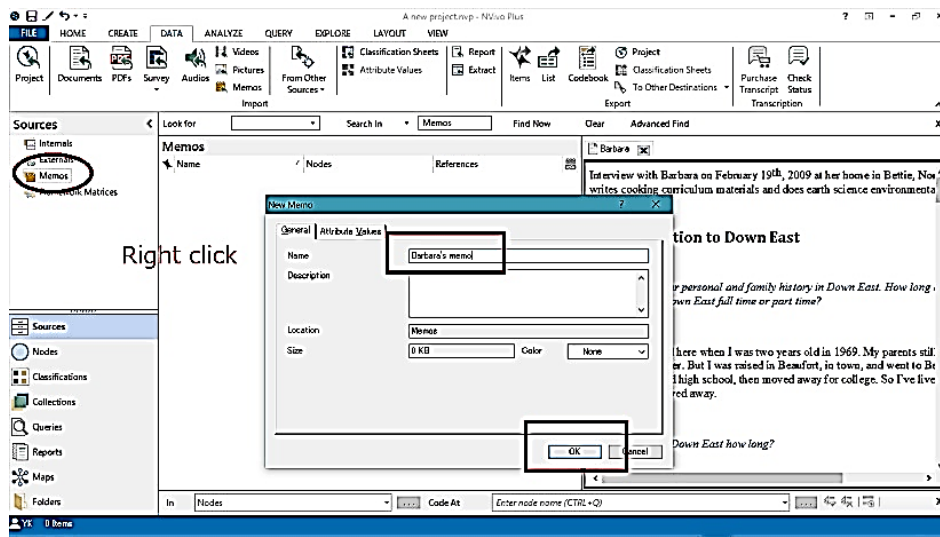 A new project.nvp - NVivo Plus
FILE HOME CREATE DATA ANALYZE QUERY EXPLORE LAYOUT VIEW
Project Documents PDFs Survey Audios Videos Pictures Memos From Other Sources Classification Sheets Attribute Values Report Extract Items List Codebook Project Classification Sheets To Other Destinations Purchase Transcript Check Status
Import Export Transcription
Sources Look for Search In Memos Find Now Clear Advanced Find
Internals
Externals
Memos
Matrices
Memos
Name Nodes References
Barbara
Interview with Barbara on February 19th, 2009 at her home in Bettie,
writes cooking curriculum materials and does earth science environmenta
tion to Down East
r personal and family history in Down East. How long
own East full time or part time?
here when I was two years old in 1969. My parents stil
er. But I was raised in Beaufort, in town, and went to Be
high school, then moved away for college. So I've live
ved away.
Down East how long?
Right click
New Memo
General Attribute Values
Name Barbara's memo
Description
Location Memos
Size 0 KB Color None
OK Cancel
Sources
Nodes
Classifications
Collections
Queries
Reports
Maps
Folders
In Nodes Code At Enter node name (CTRL+Q)
YK 0 Items